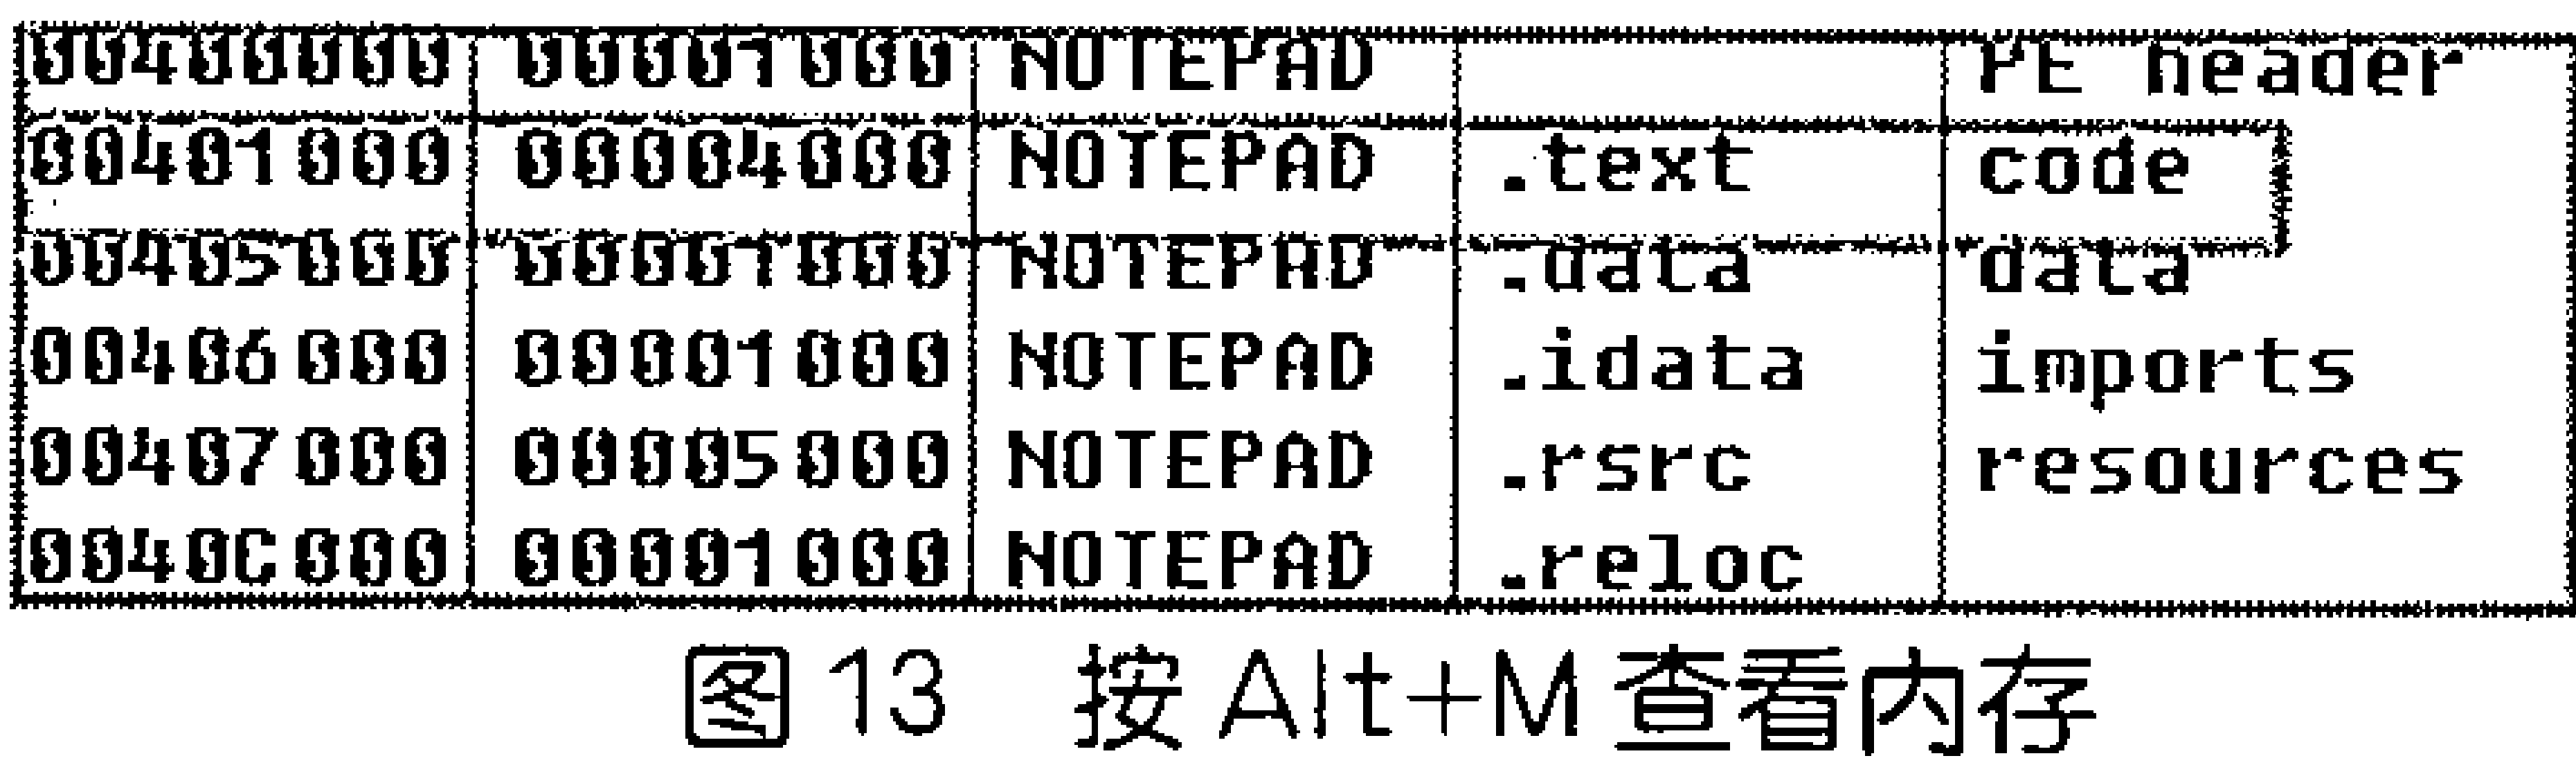 00400000 00001000 NOTEPAD PE header
00401000 00004000 NOTEPAD .text code
00405000 00001000 NOTEPAD .data data
00406000 00001000 NOTEPAD .idata imports
00407000 00005000 NOTEPAD .rsrc resources
0040C000 00001000 NOTEPAD .reloc
图 13 按 Alt+M 查看内存